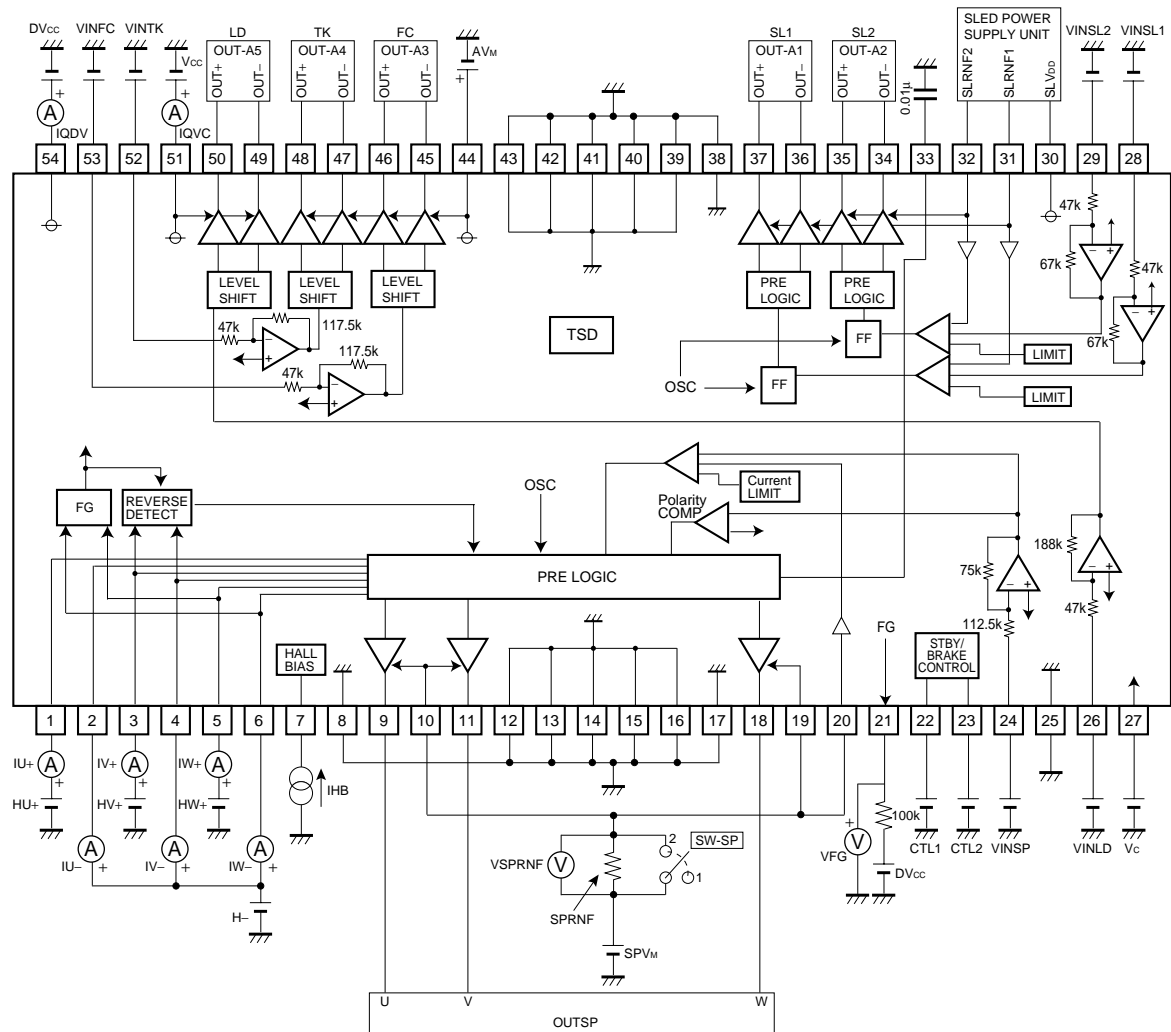 DVCC VINFC VINTK LD TK FC SL1 SL2 SLED POWER SUPPLY UNIT VINSL2 VINSL1
VCC OUT-A5 OUT-A4 OUT-A3 AVM OUT-A1 OUT-A2
OUT+ OUT− OUT+ OUT− OUT+ OUT− OUT+ OUT− OUT+ OUT− 0.01µ SLRNF2 SLRNF1 SLVDD
+ A + A + + +
IQDV IQVC
54 53 52 51 50 49 48 47 46 45 44 43 42 41 40 39 38 37 36 35 34 33 32 31 30 29 28
47k
− +
67k 47k
LEVEL SHIFT LEVEL SHIFT LEVEL SHIFT PRE LOGIC PRE LOGIC
− +
67k
47k 117.5k
− +
TSD
FF
LIMIT
47k 117.5k
− +
OSC
FF
LIMIT
FG REVERSE DETECT
OSC
Current LIMIT
Polarity COMP
PRE LOGIC
75k − +
188k − +
112.5k 47k
HALL BIAS
FG
STBY/ BRAKE CONTROL
1 2 3 4 5 6 7 8 9 10 11 12 13 14 15 16 17 18 19 20 21 22 23 24 25 26 27
IU+ A + IV+ A + IW+ A +
IHB
HU+ HV+ HW+
IU− A + IV− A + IW− A +
H−
VSPRNF V
2 SW-SP
1
SPRNF
SPVM
+ V
VFG
100k
DVCC
CTL1 CTL2 VINSP VINLD VC
U V W
OUTSP